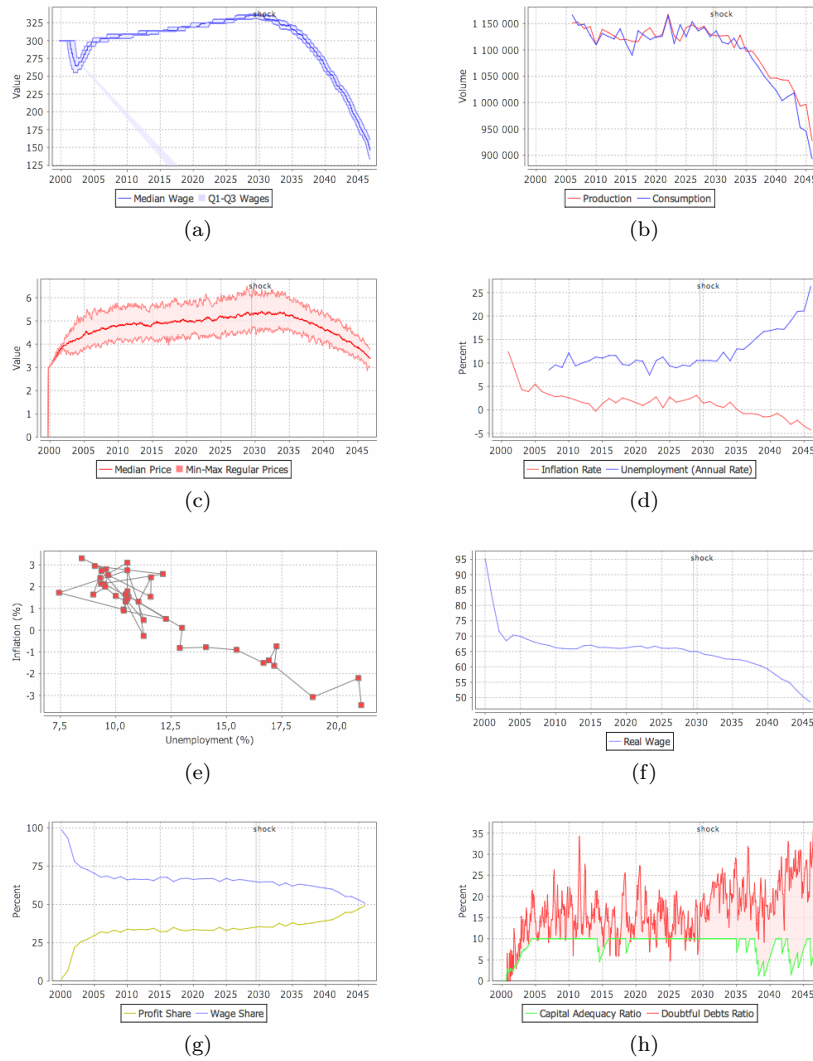 shock
325
300
275
250
225
200
175
150
125
Value
2000 2005 2010 2015 2020 2025 2030 2035 2040 2045
Median Wage Q1-Q3 Wages
(a)
shock
1 150 000
1 100 000
1 050 000
1 000 000
950 000
900 000
Volume
2000 2005 2010 2015 2020 2025 2030 2035 2040 2045
Production Consumption
(b)
shock
6
5
4
3
2
1
0
Value
2000 2005 2010 2015 2020 2025 2030 2035 2040 2045
Median Price Min-Max Regular Prices
(c)
shock
25
20
15
10
5
0
-5
Percent
2000 2005 2010 2015 2020 2025 2030 2035 2040 2045
Inflation Rate Unemployment (Annual Rate)
(d)
3
2
1
0
-1
-2
-3
Inflation (%)
7,5 10,0 12,5 15,0 17,5 20,0
Unemployment (%)
(e)
shock
95
90
85
80
75
70
65
60
55
50
2000 2005 2010 2015 2020 2025 2030 2035 2040 2045
Real Wage
(f)
shock
100
75
50
25
0
Percent
2000 2005 2010 2015 2020 2025 2030 2035 2040 2045
Profit Share Wage Share
(g)
shock
35
30
25
20
15
10
5
0
Percent
2000 2005 2010 2015 2020 2025 2030 2035 2040 2045
Capital Adequacy Ratio Doubtful Debts Ratio
(h)